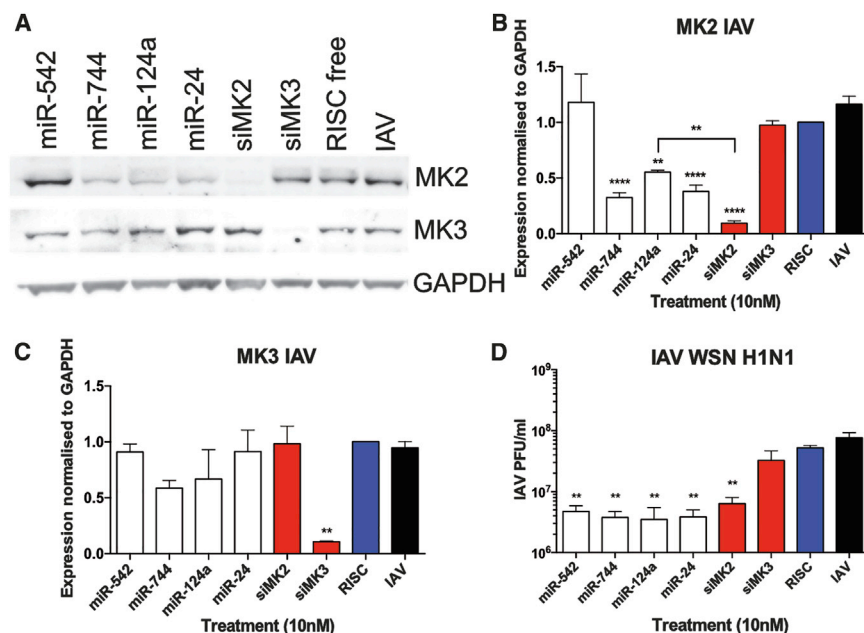 A
miR-542
miR-744
miR-124a
miR-24
siMK2
siMK3
RISC free
IAV
MK2
MK3
GAPDH
B
MK2 IAV
Expression normalised to GAPDH
1.5
1.0
0.5
0.0
****
**
****
****
**
miR-542
miR-744
miR-124a
miR-24
siMK2
siMK3
RISC
IAV
Treatment (10nM)
C
MK3 IAV
Expression normalised to GAPDH
1.5
1.0
0.5
0.0
**
miR-542
miR-744
miR-124a
miR-24
siMK2
siMK3
RISC
IAV
Treatment (10nM)
D
IAV WSN H1N1
IAV PFU/ml
10⁹
10⁸
10⁷
10⁶
** ** ** ** **
miR-542
miR-744
miR-124a
miR-24
siMK2
siMK3
RISC
IAV
Treatment (10nM)